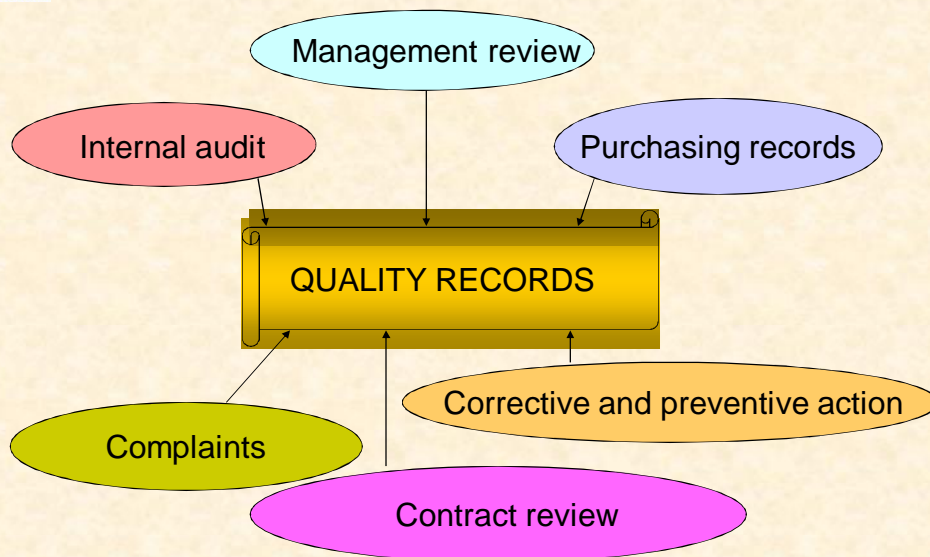 Management review
Internal audit
Purchasing records
QUALITY RECORDS
Corrective and preventive action
Complaints
Contract review